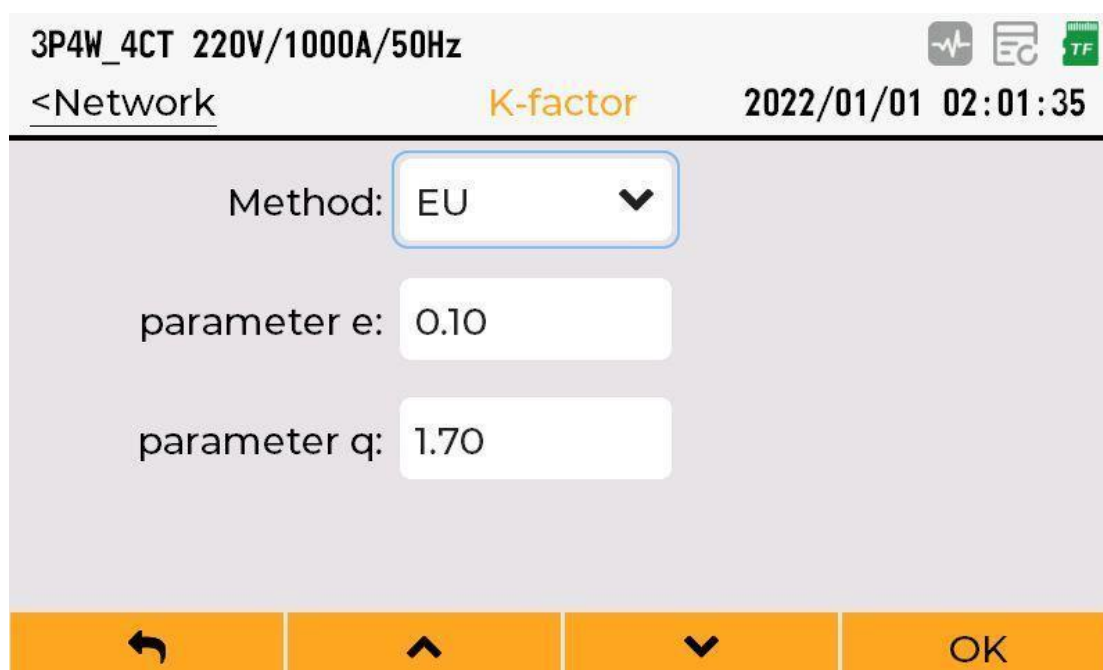 3P4W_4CT 220V/1000A/50Hz
TF
<Network K-factor 2022/01/01 02:01:35
Method: EU
parameter e: 0.10
parameter q: 1.70
OK